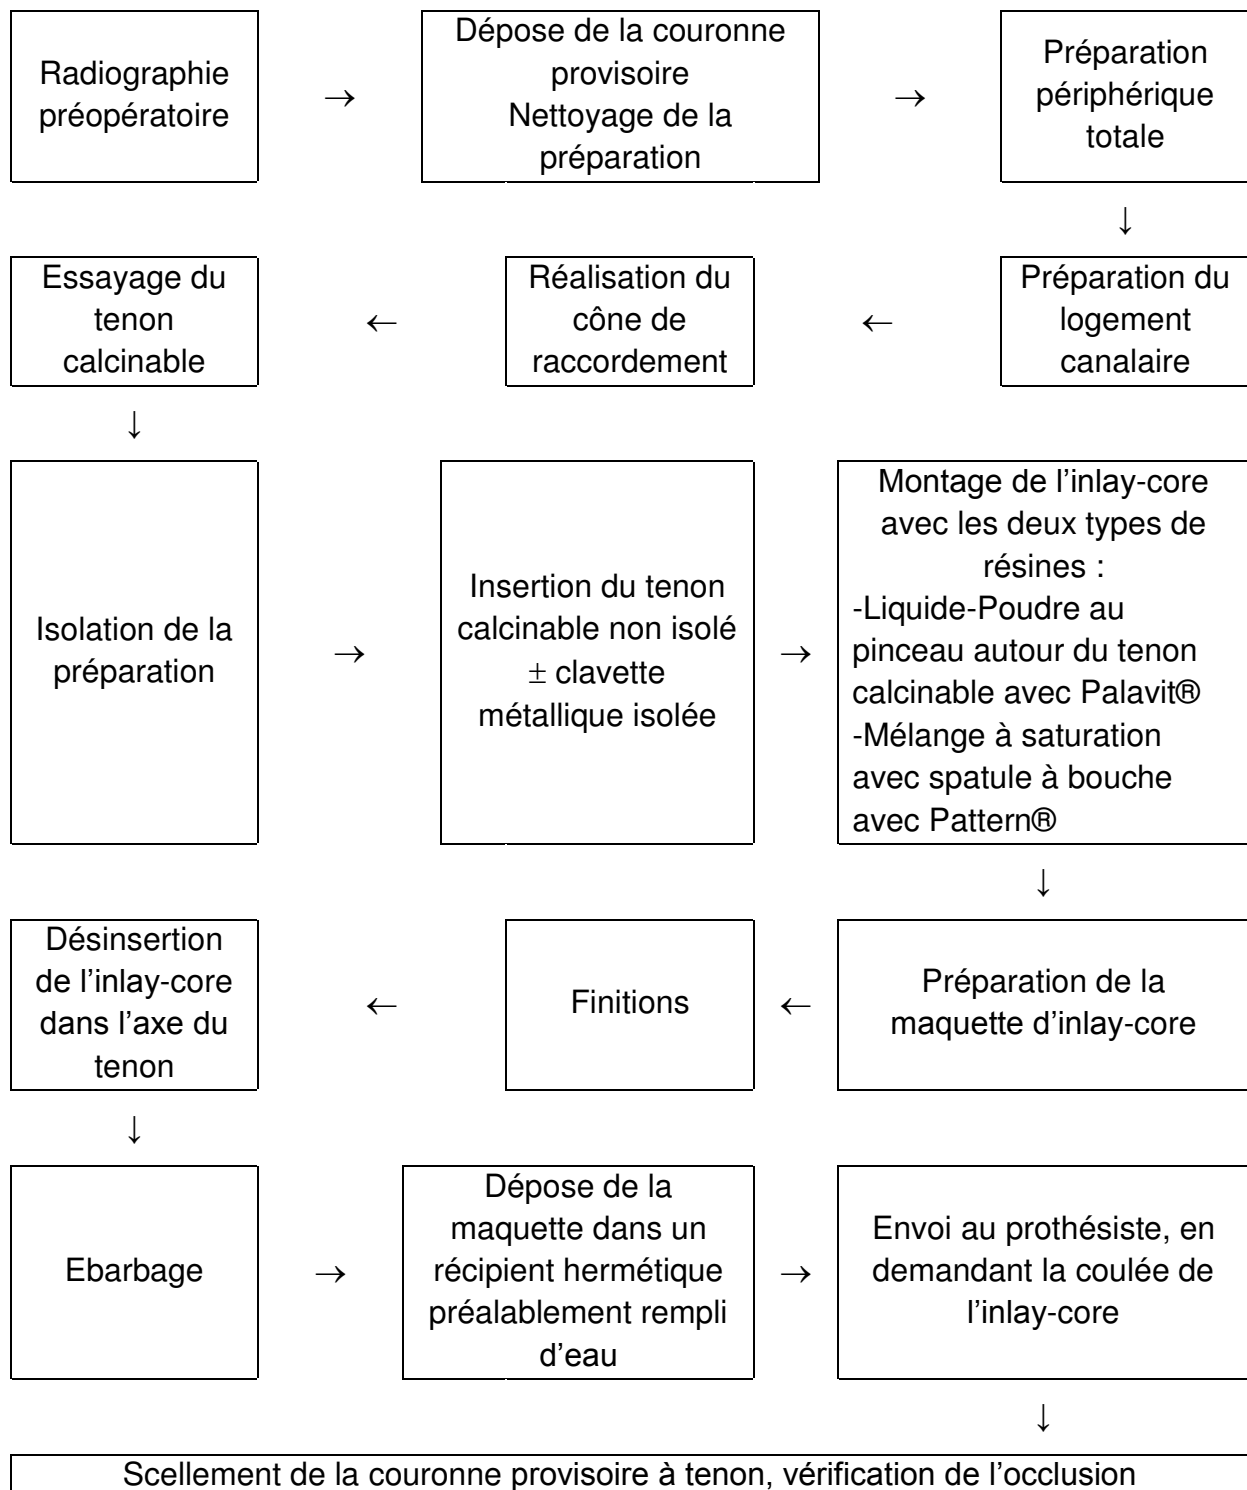 Radiographie
préopératoire
→
Dépose de la couronne
provisoire
Nettoyage de la
préparation
→
Préparation
périphérique
totale
↓
Préparation du
logement
canalaire
←
Réalisation du
cône de
raccordement
←
Essayage du
tenon
calcinable
↓
Isolation de la
préparation
→
Insertion du tenon
calcinable non isolé
± clavette
métallique isolée
→
Montage de l’inlay-core
avec les deux types de
résines :
-Liquide-Poudre au
pinceau autour du tenon
calcinable avec Palavit®
-Mélange à saturation
avec spatule à bouche
avec Pattern®
↓
Préparation de la
maquette d’inlay-core
←
Finitions
←
Désinsertion
de l’inlay-core
dans l’axe du
tenon
↓
Ebarbage
→
Dépose de la
maquette dans un
récipient hermétique
préalablement rempli
d’eau
→
Envoi au prothésiste, en
demandant la coulée de
l’inlay-core
↓
Scellement de la couronne provisoire à tenon, vérification de l’occlusion